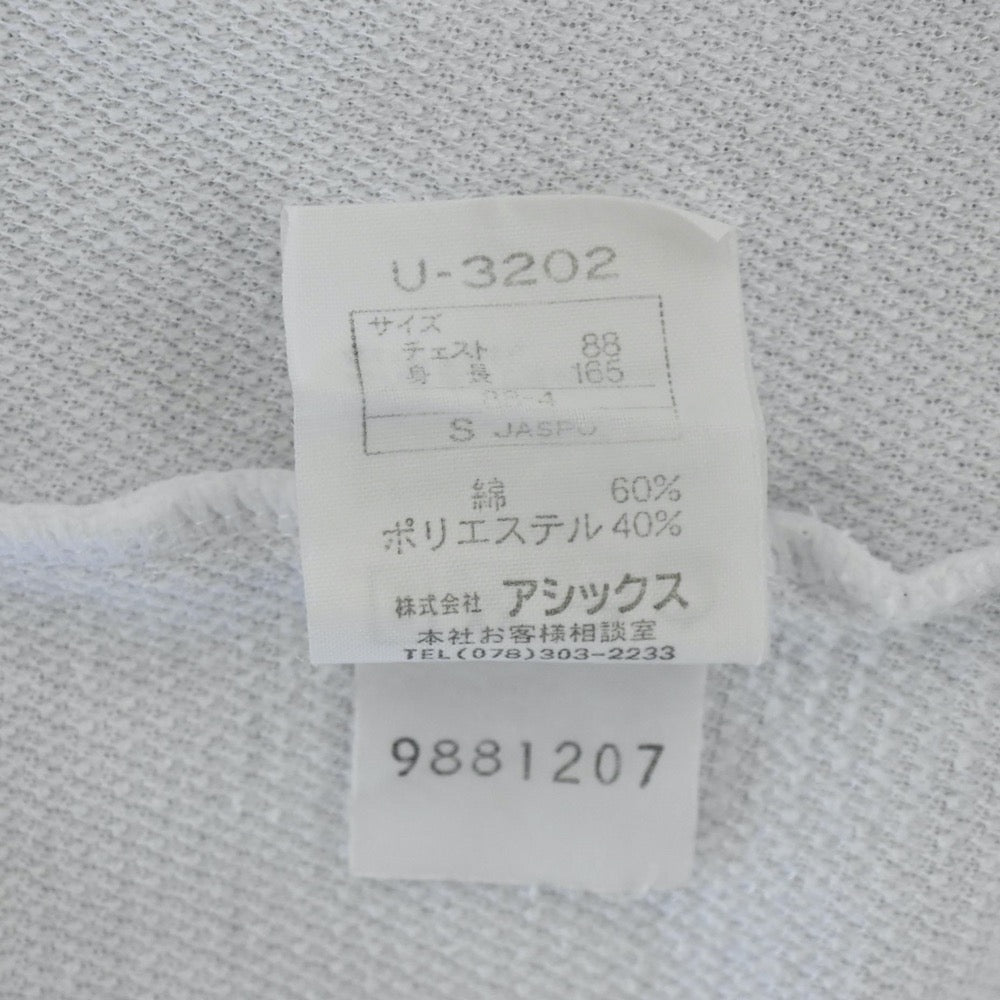 U-3202
サイズ
チェスト 88
身長 165
S JASPO
綿 60%
ポリエステル 40%
株式会社 アシックス
本社お客様相談室
TEL(078)303-2233
9881207